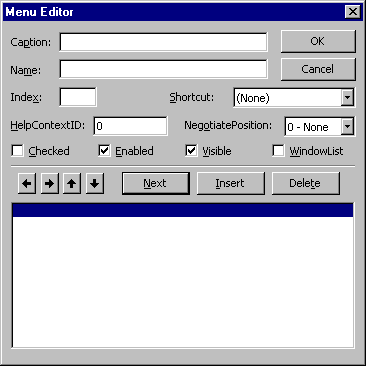 Menu Editor
Caption: OK
Name: Cancel
Index: Shortcut: (None)
HelpContextID: 0 NegotiatePosition: 0 - None
Checked Enabled Visible WindowList
Next Insert Delete